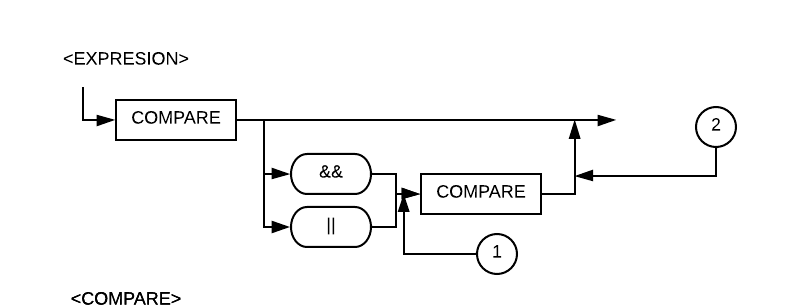 <EXPRESION>
COMPARE
2
&&
COMPARE
||
1
<COMPARE>